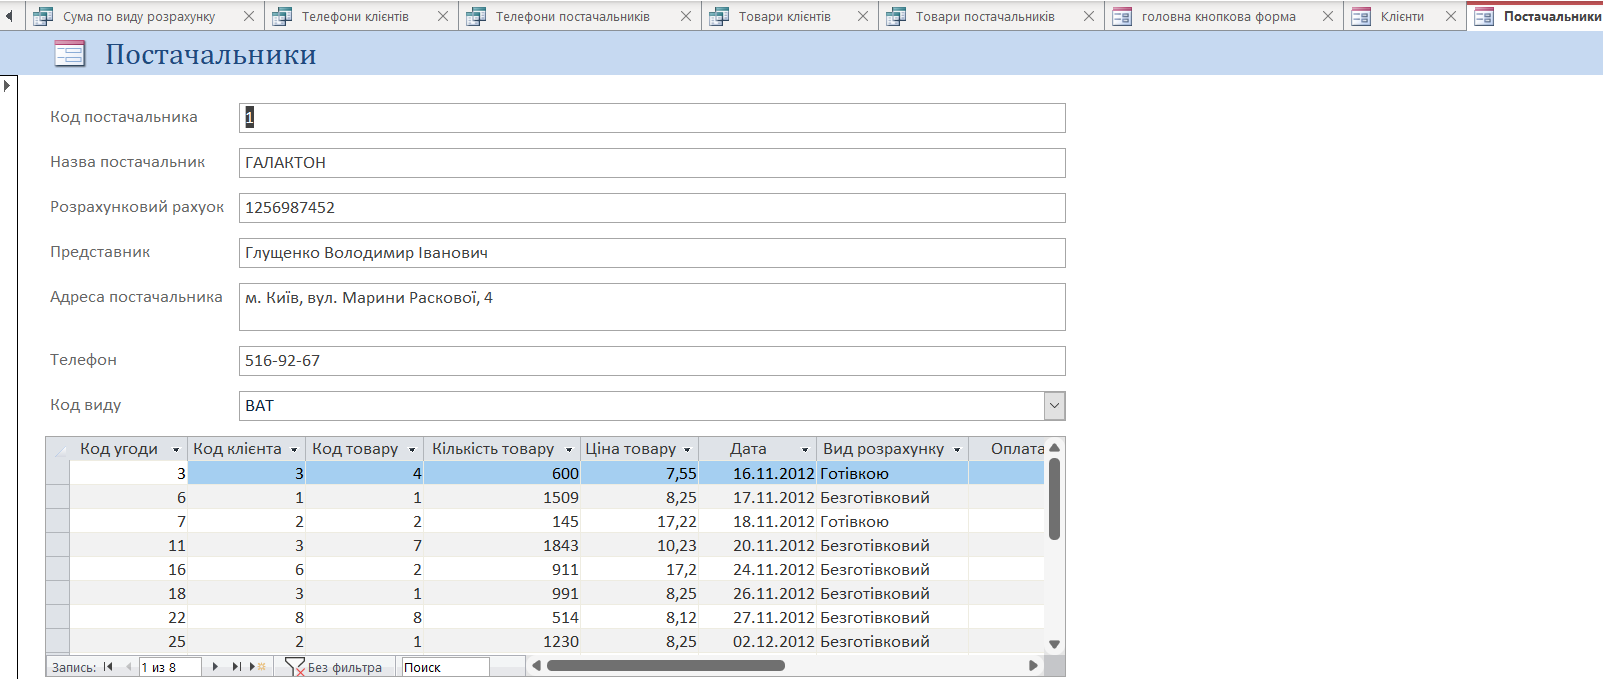 Сума по виду розрахунку Телефони клієнтів Телефони постачальників Товари клієнтів Товари постачальників головна кнопкова форма Клієнти Постачальники
Постачальники
Код постачальника 1
Назва постачальник ГАЛАКТОН
Розрахунковий рахуок 1256987452
Представник Глущенко Володимир Іванович
Адреса постачальника м. Київ, вул. Марини Раскової, 4
Телефон 516-92-67
Код виду ВАТ
Код угоди Код клієнта Код товару Кількість товару Ціна товару Дата Вид розрахунку Оплата
3 3 4 600 7,55 16.11.2012 Готівкою
6 1 1 1509 8,25 17.11.2012 Безготівковий
7 2 2 145 17,22 18.11.2012 Готівкою
11 3 7 1843 10,23 20.11.2012 Безготівковий
16 6 2 911 17,2 24.11.2012 Безготівковий
18 3 1 991 8,25 26.11.2012 Безготівковий
22 8 8 514 8,12 27.11.2012 Безготівковий
25 2 1 1230 8,25 02.12.2012 Безготівковий
Запись: 1 из 8 Без фильтра Поиск